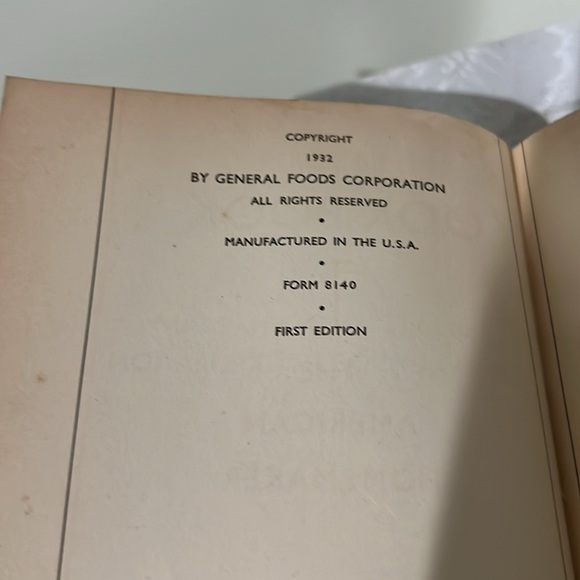 COPYRIGHT
1932
BY GENERAL FOODS CORPORATION
ALL RIGHTS RESERVED
•
MANUFACTURED IN THE U.S.A.
•
FORM 8140
•
FIRST EDITION